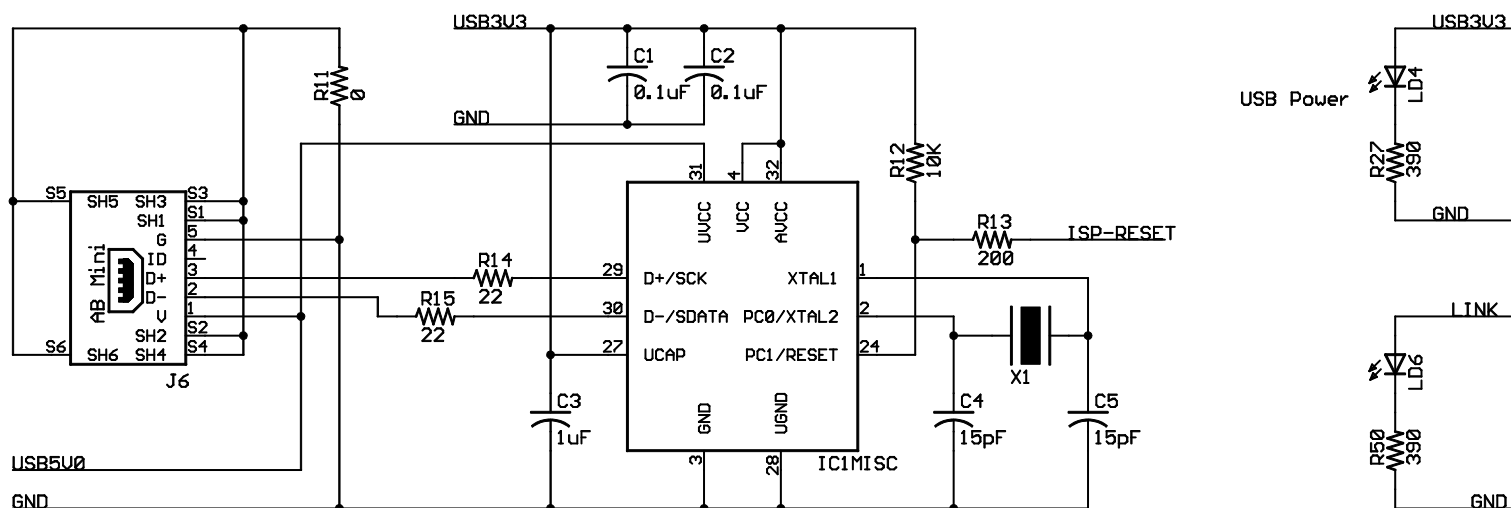 USB3V3
C1
0.1uF
C2
0.1uF
GND
R11
0
S5
SH5
SH3
S3
SH1
S1
G
5
ID
4
D+
3
D-
2
V
1
SH2
S2
S6
SH6
SH4
S4
AB Mini
J6
R14
22
R15
22
31
4
32
UVCC
VCC
AVCC
29
D+/SCK
XTAL1
1
30
D-/SDATA
PC0/XTAL2
2
27
UCAP
PC1/RESET
24
GND
UGND
3
28
IC1MISC
R12
10K
R13
200
ISP-RESET
X1
C3
1uF
C4
15pF
C5
15pF
USB5V0
GND
USB3V3
USB Power
LD4
R27
390
GND
LINK
LD6
R50
390
GND